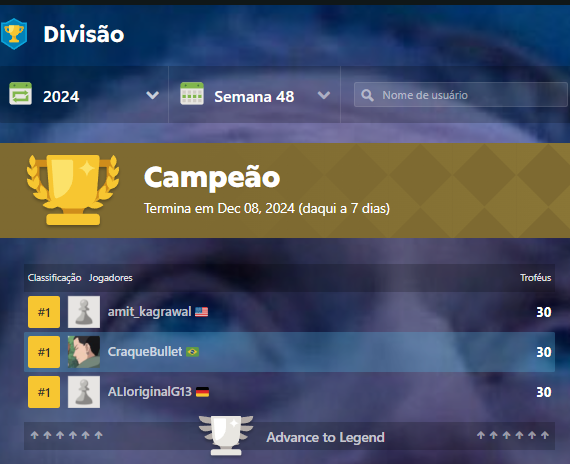 Divisão
2024 Semana 48 Nome de usuário
Campeão
Termina em Dec 08, 2024 (daqui a 7 dias)
Classificação Jogadores Troféus
#1 amit_kagrawal 30
#1 CraqueBullet 30
#1 ALIoriginalG13 30
Advance to Legend